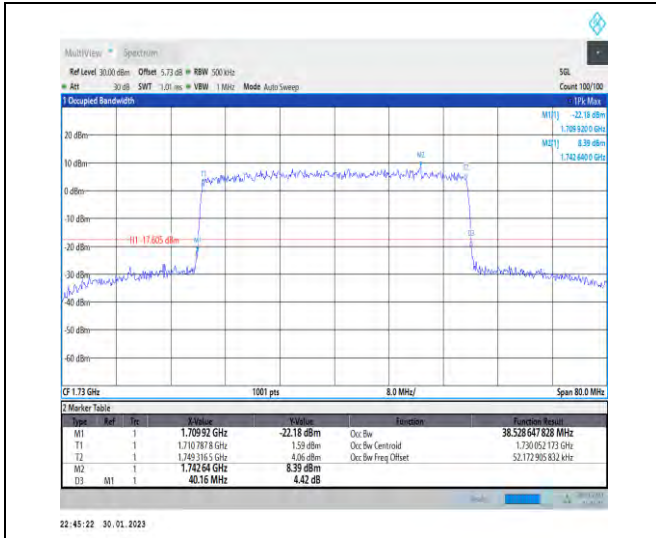 MultiView Spectrum
Ref Level 30.00 dBm Offset 5.73 dB RBW 500 kHz SGL
Att 30 dB SWT 1.01 ms VBW 1 MHz Mode Auto Sweep Count 100/100
1 Occupied Bandwidth 1Pk Max
M1[1] -22.18 dBm
1.709 920 0 GHz
M2[1] 8.39 dBm
1.742 640 0 GHz
20 dBm
M2
10 dBm
T1 T2
0 dBm
-10 dBm
H1 -17.605 dBm M1 D3
-20 dBm
-30 dBm
-40 dBm
-50 dBm
-60 dBm
CF 1.73 GHz 1001 pts 8.0 MHz/ Span 80.0 MHz
2 Marker Table
Type Ref Trc X-Value Y-Value Function Function Result
M1 1 1.709 92 GHz -22.18 dBm Occ Bw 38.528 647 828 MHz
T1 1 1.710 787 8 GHz 1.59 dBm Occ Bw Centroid 1.730 052 173 GHz
T2 1 1.749 316 5 GHz 4.06 dBm Occ Bw Freq Offset 52.172 905 832 kHz
M2 1 1.742 64 GHz 8.39 dBm
D3 M1 1 40.16 MHz 4.42 dB
22:45:22 30.01.2023